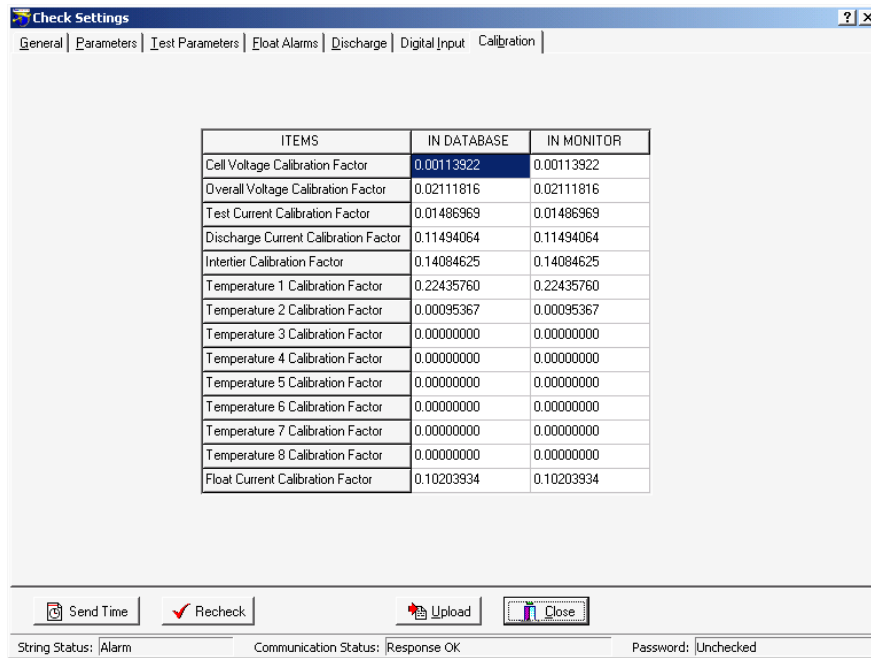 Check Settings
General Parameters Test Parameters Float Alarms Discharge Digital Input Calibration
ITEMS IN DATABASE IN MONITOR
Cell Voltage Calibration Factor 0.00113922 0.00113922
Overall Voltage Calibration Factor 0.02111816 0.02111816
Test Current Calibration Factor 0.01486969 0.01486969
Discharge Current Calibration Factor 0.11494064 0.11494064
Intertier Calibration Factor 0.14084625 0.14084625
Temperature 1 Calibration Factor 0.22435760 0.22435760
Temperature 2 Calibration Factor 0.00095367 0.00095367
Temperature 3 Calibration Factor 0.00000000 0.00000000
Temperature 4 Calibration Factor 0.00000000 0.00000000
Temperature 5 Calibration Factor 0.00000000 0.00000000
Temperature 6 Calibration Factor 0.00000000 0.00000000
Temperature 7 Calibration Factor 0.00000000 0.00000000
Temperature 8 Calibration Factor 0.00000000 0.00000000
Float Current Calibration Factor 0.10203934 0.10203934
Send Time Recheck Upload Close
String Status: Alarm Communication Status: Response OK Password: Unchecked